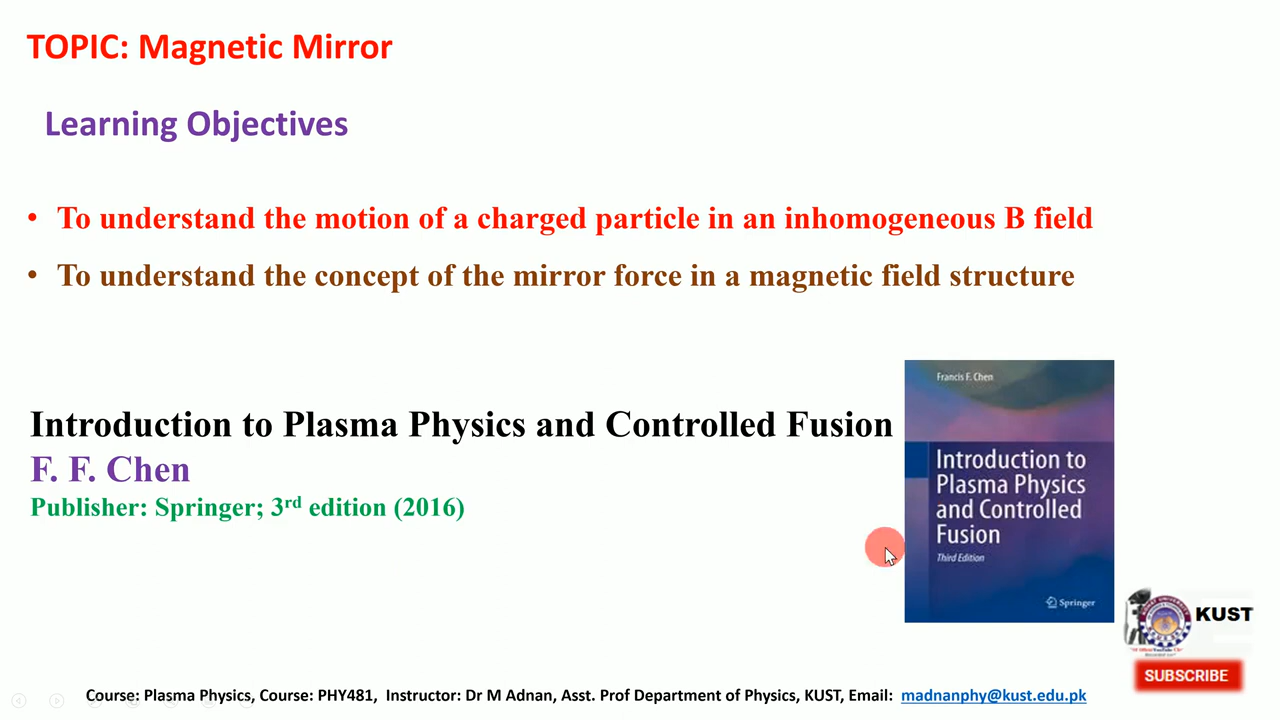 TOPIC: Magnetic Mirror
Learning Objectives
• To understand the motion of a charged particle in an inhomogeneous B field
• To understand the concept of the mirror force in a magnetic field structure
Introduction to Plasma Physics and Controlled Fusion
F. F. Chen
Publisher: Springer; 3rd edition (2016)
Francis F. Chen
Introduction to
Plasma Physics
and Controlled
Fusion
Third Edition
Springer
KUST
SUBSCRIBE
Course: Plasma Physics, Course: PHY481, Instructor: Dr M Adnan, Asst. Prof Department of Physics, KUST, Email: madnanphy@kust.edu.pk